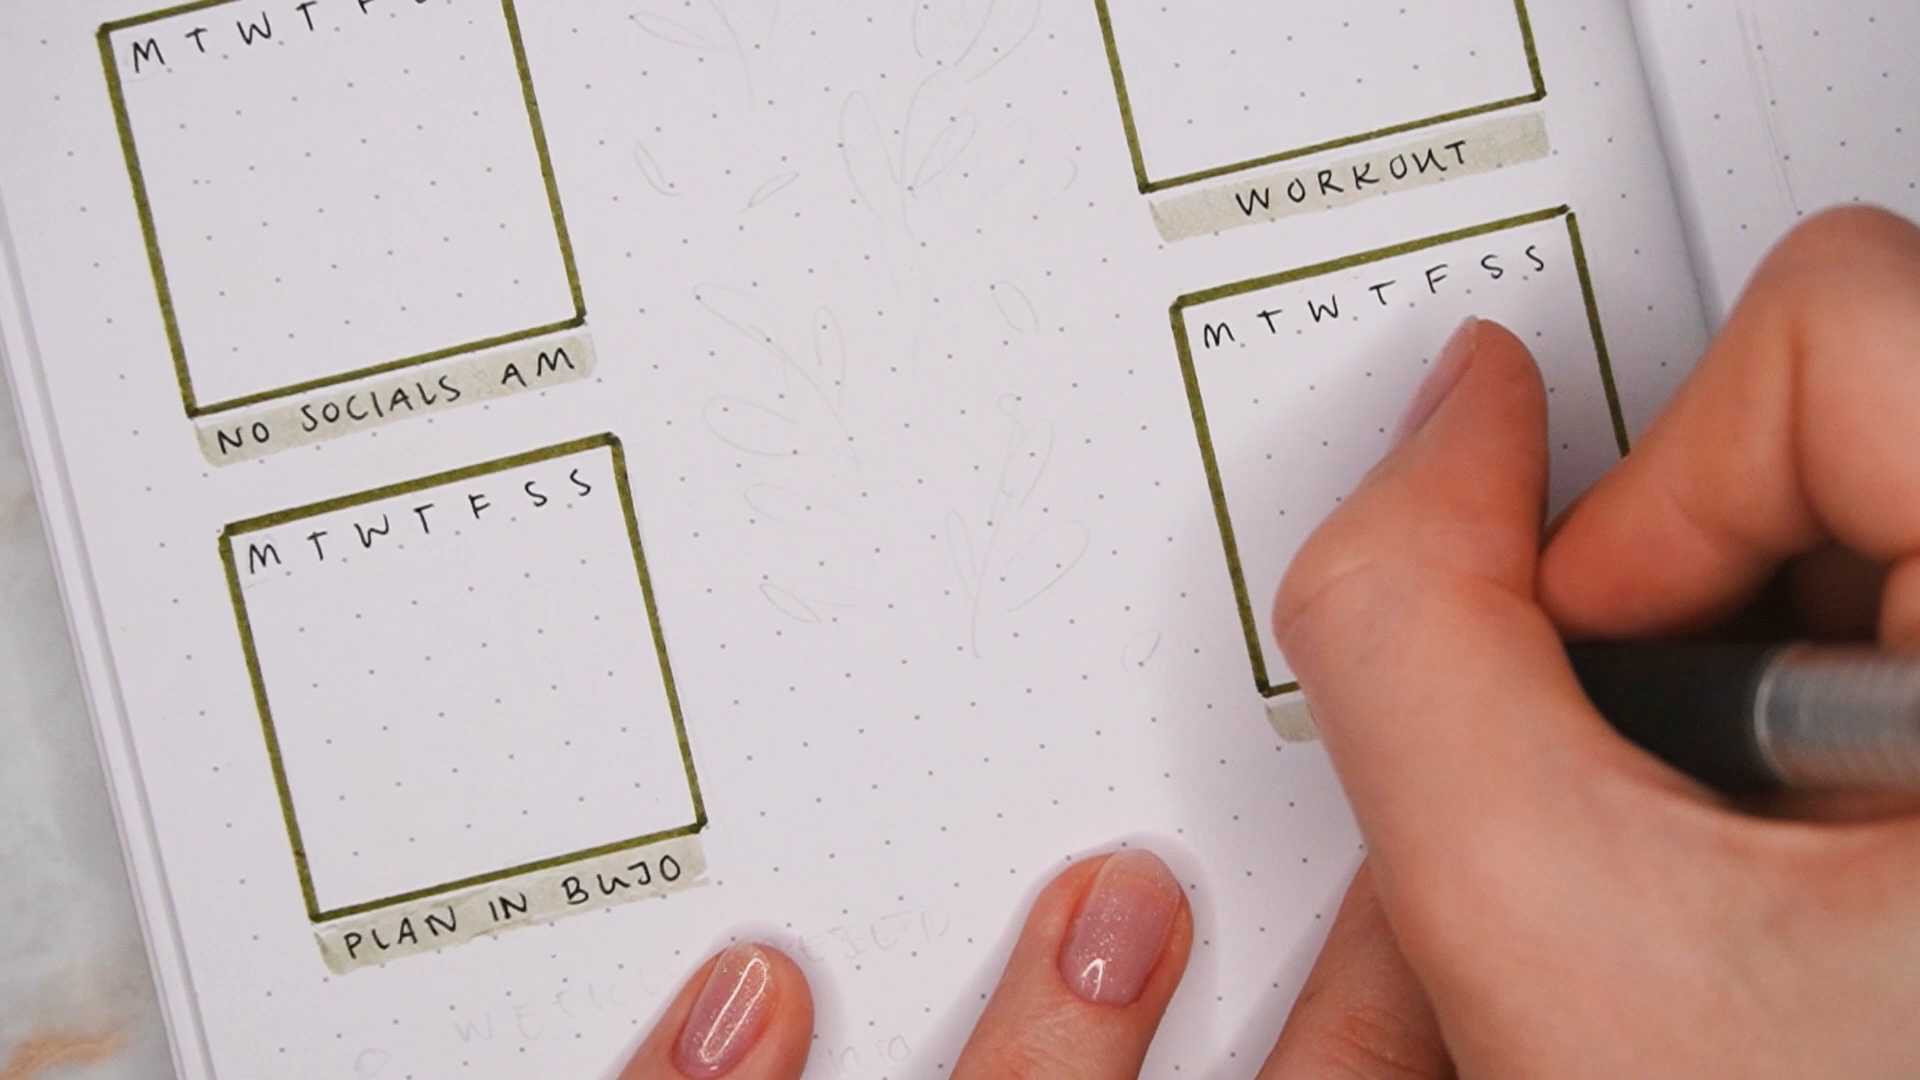 M T W T F
NO SOCIALS AM
M T W T F S S
PLAN IN BUJO
WORKOUT
M T W T F S S